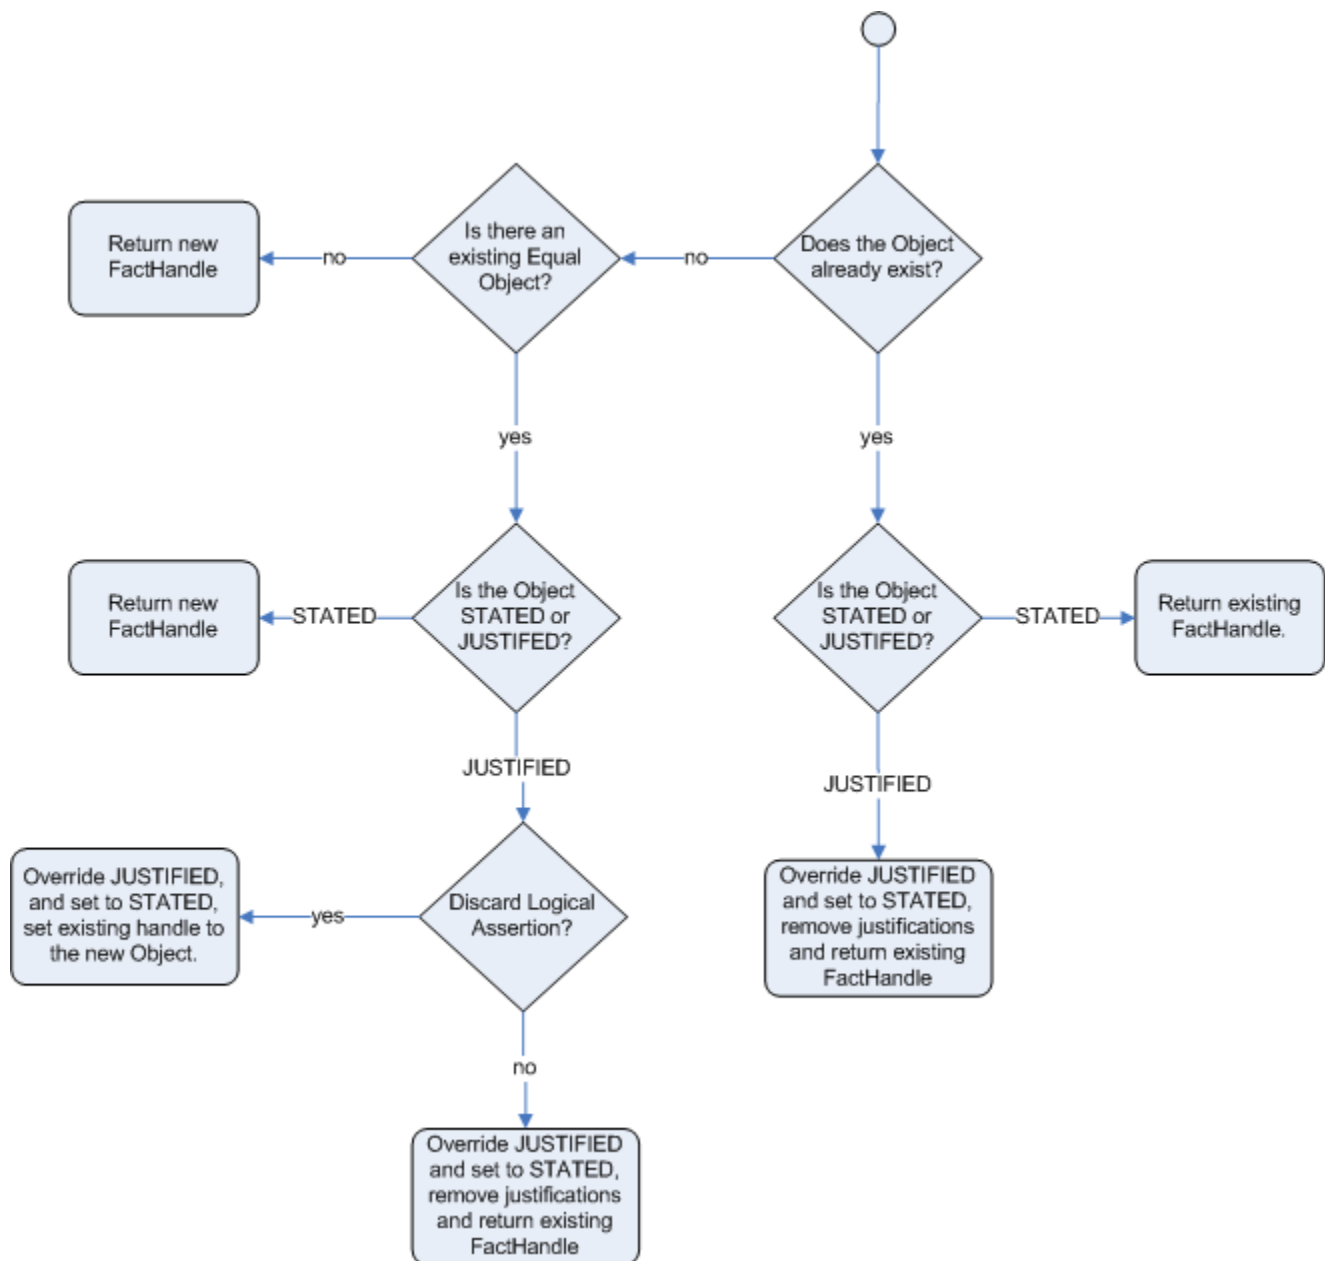 Does the Object
already exist?
no
Is there an
existing Equal
Object?
no
Return new
FactHandle
yes
yes
Is the Object
STATED or
JUSTIFED?
STATED
Return new
FactHandle
Is the Object
STATED or
JUSTIFED?
STATED
Return existing
FactHandle.
JUSTIFIED
JUSTIFIED
Discard Logical
Assertion?
yes
Override JUSTIFIED,
and set to STATED,
set existing handle to
the new Object.
Override JUSTIFIED
and set to STATED,
remove justifications
and return existing
FactHandle
no
Override JUSTIFIED
and set to STATED,
remove justifications
and return existing
FactHandle